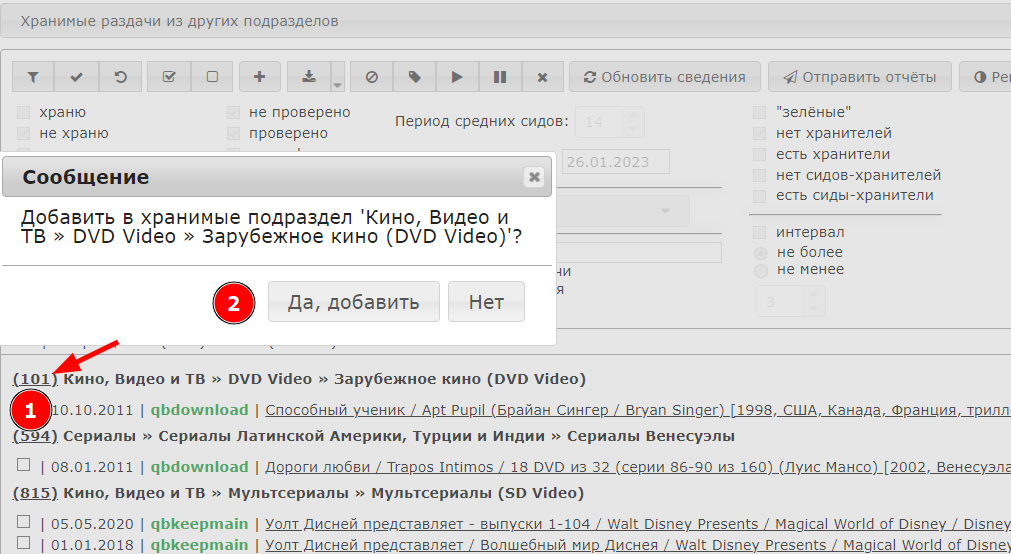 Хранимые раздачи из других подразделов
Обновить сведения Отправить отчёты Рег
храню не проверено Период средних сидов: 14 "зелёные"
не храню проверено нет хранителей
26.01.2023 есть хранители
нет сидов-хранителей
есть сиды-хранители
Сообщение
Добавить в хранимые подраздел 'Кино, Видео и
ТВ » DVD Video » Зарубежное кино (DVD Video)'?
интервал
не более
не менее
2 Да, добавить Нет
3
(101) Кино, Видео и ТВ » DVD Video » Зарубежное кино (DVD Video)
1 10.10.2011 | qbdownload | Способный ученик / Apt Pupil (Брайан Сингер / Bryan Singer) [1998, США, Канада, Франция, трилл
(594) Сериалы » Сериалы Латинской Америки, Турции и Индии » Сериалы Венесуэлы
| 08.01.2011 | qbdownload | Дороги любви / Trapos Intimos / 18 DVD из 32 (серии 86-90 из 160) (Луис Мансо) [2002, Венесуэла
(815) Кино, Видео и ТВ » Мультсериалы » Мультсериалы (SD Video)
| 05.05.2020 | qbkeepmain | Уолт Дисней представляет - выпуски 1-104 / Walt Disney Presents / Magical World of Disney / Disney
| 01.01.2018 | qbkeepmain | Уолт Дисней представляет / Волшебный мир Диснея / Walt Disney Presents / Magical World of Disn